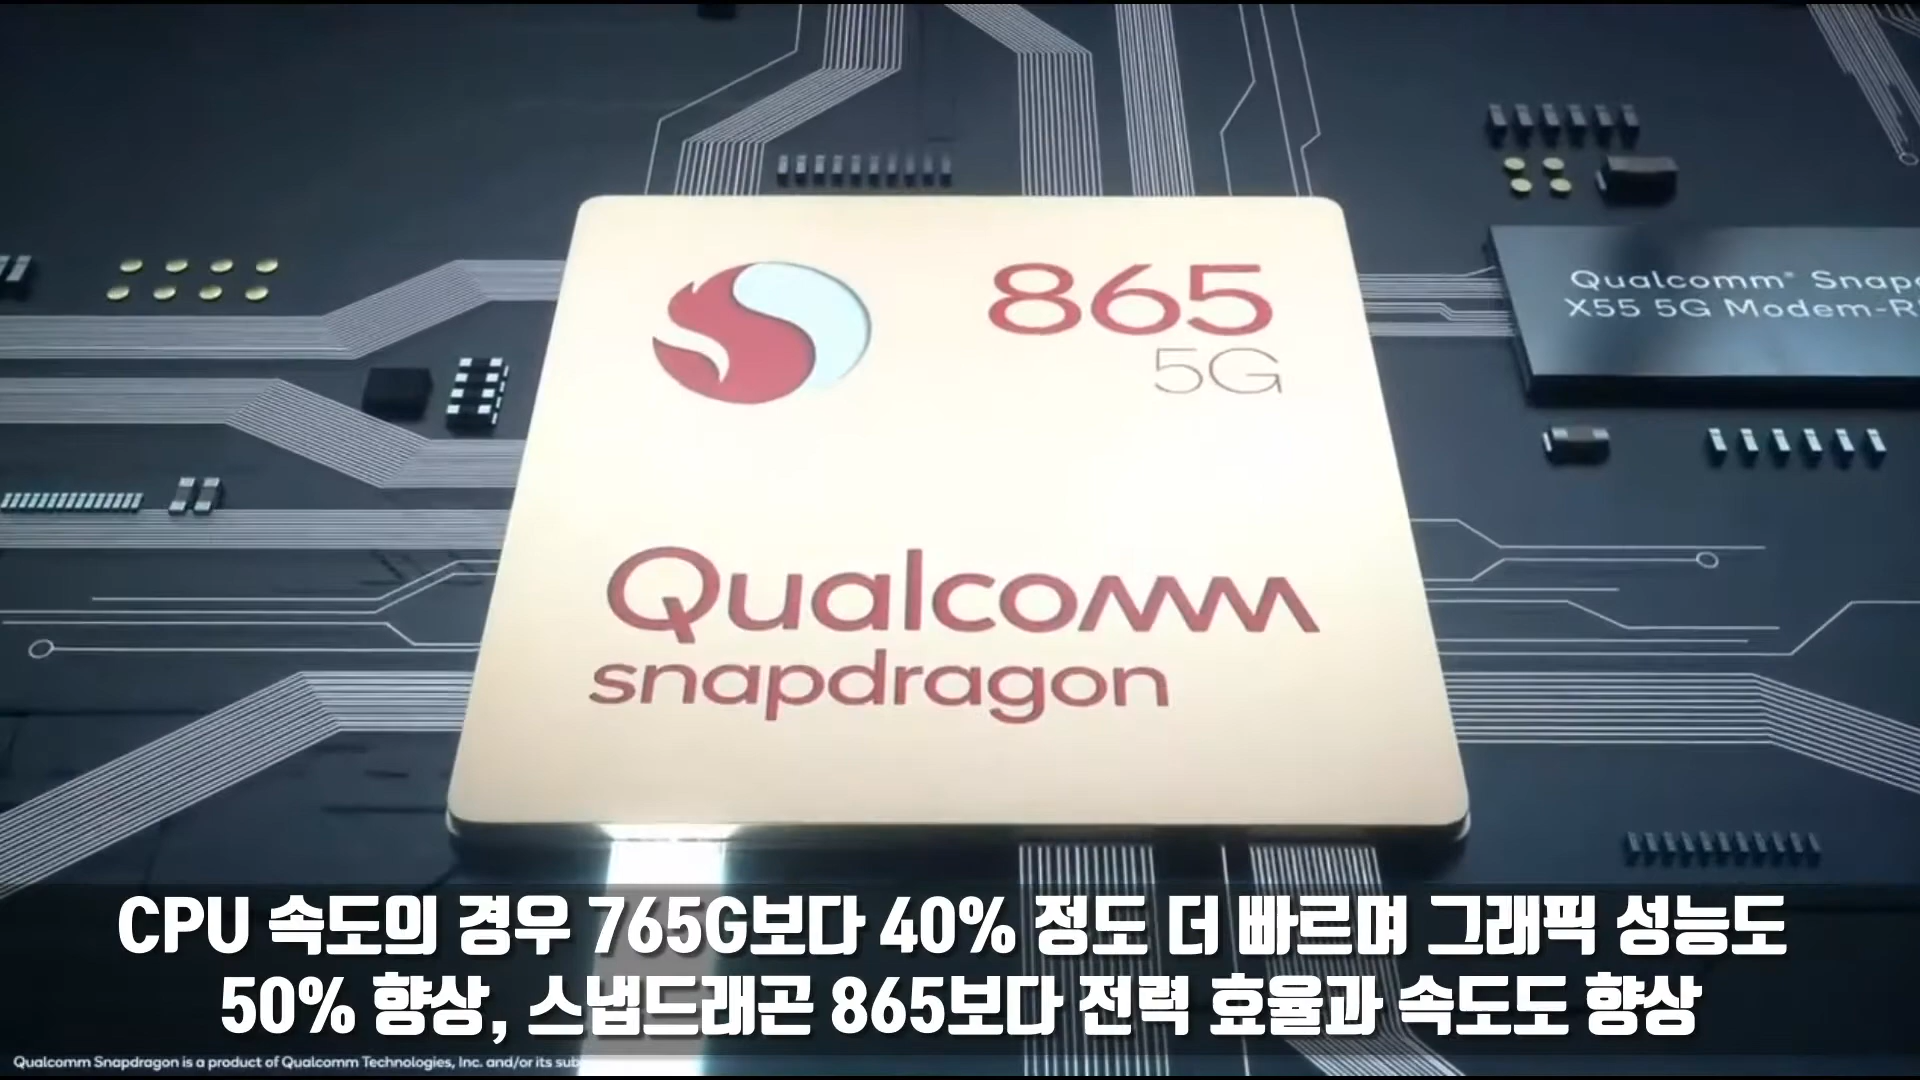 865
5G
Qualcomm
snapdragon
Qualcomm® Snap
X55 5G Modem-R
CPU 속도의 경우 765G보다 40% 정도 더 빠르며 그래픽 성능도
50% 향상, 스냅드래곤 865보다 전력 효율과 속도도 향상
Qualcomm Snapdragon is a product of Qualcomm Technologies, Inc. and/or its sub